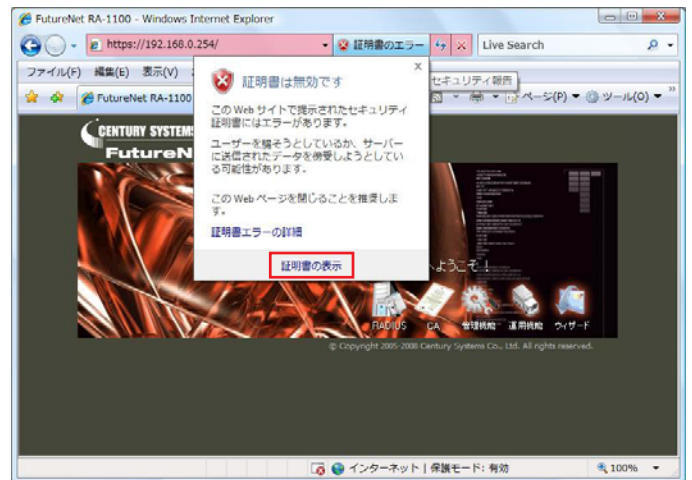 FutureNet RA-1100 - Windows Internet Explorer
https://192.168.0.254/
証明書のエラー
Live Search
ファイル(F) 編集(E) 表示(V)
セキュリティ報告
FutureNet RA-1100
ページ(P) ツール(O)
証明書は無効です
この Web サイトで提示されたセキュリティ
証明書にはエラーがあります。
ユーザーを騙そうとしているか、サーバー
に送信されたデータを傍受しようとしてい
る可能性があります。
この Web ページを閉じることを推奨しま
す。
証明書エラーの詳細
証明書の表示
CENTURY SYSTEMS
FutureN
へようこそ!
RADIUS CA 管理機能 運用機能 ウィザード
© Copyright 2005-2008 Century Systems Co., Ltd. All rights reserved.
インターネット | 保護モード: 有効
100%